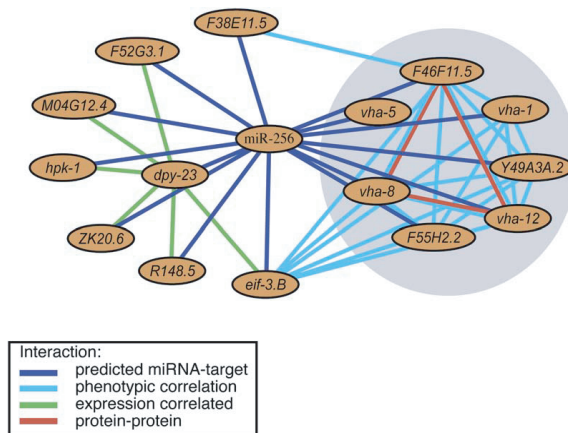 F38E11.5
F52G3.1
F46F11.5
M04G12.4
vha-5
vha-1
miR-256
hpk-1
dpy-23
Y49A3A.2
vha-8
vha-12
ZK20.6
F55H2.2
R148.5
eif-3.B
Interaction:
predicted miRNA-target
phenotypic correlation
expression correlated
protein-protein